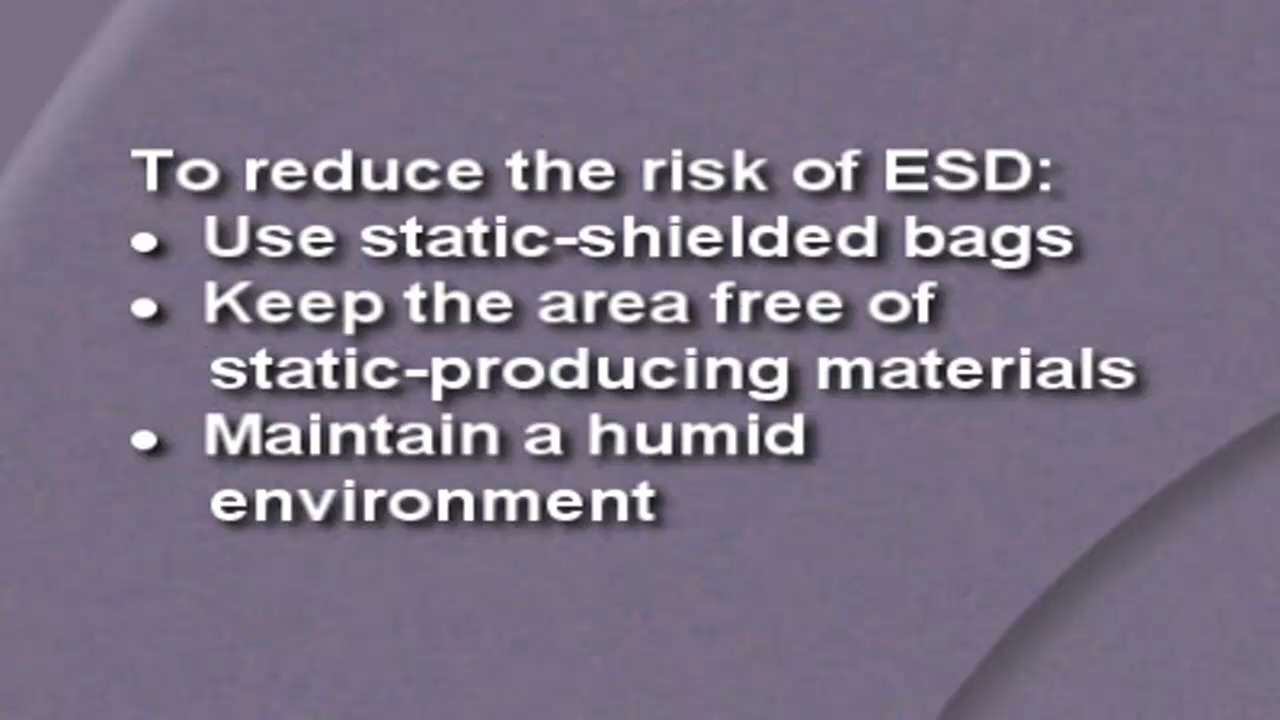 To reduce the risk of ESD:
• Use static-shielded bags
• Keep the area free of
static-producing materials
• Maintain a humid
environment